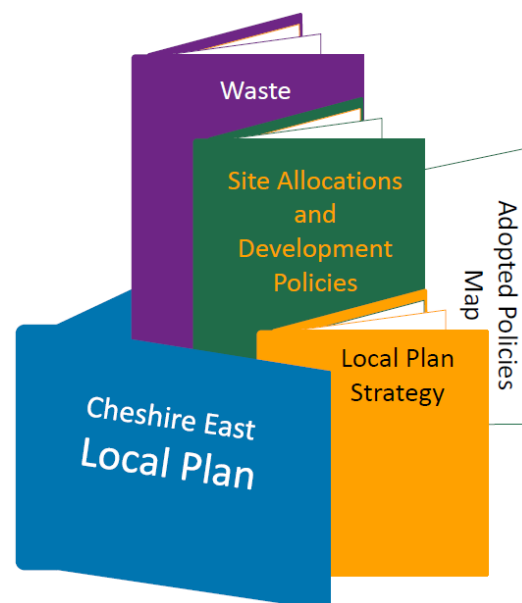 Waste
Site Allocations
and
Development
Policies
Adopted Policies
Map
Local Plan
Strategy
Cheshire East
Local Plan